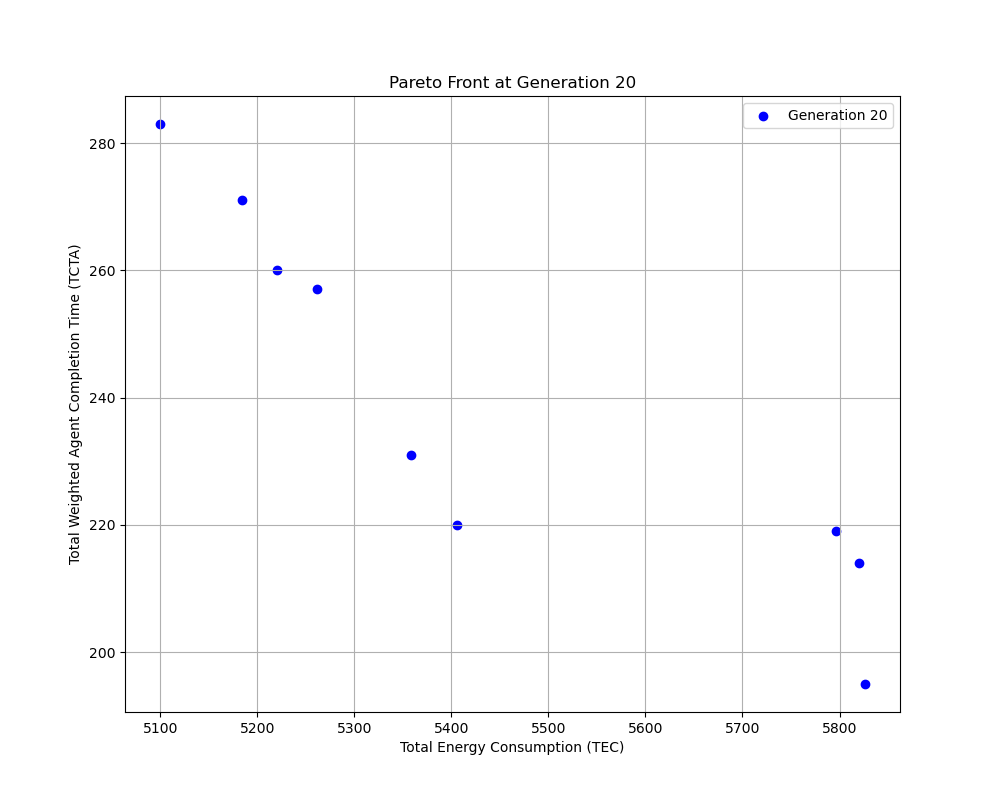 Pareto Front at Generation 20
Generation 20
280
260
240
220
200
Total Weighted Agent Completion Time (TCTA)
5100 5200 5300 5400 5500 5600 5700 5800
Total Energy Consumption (TEC)